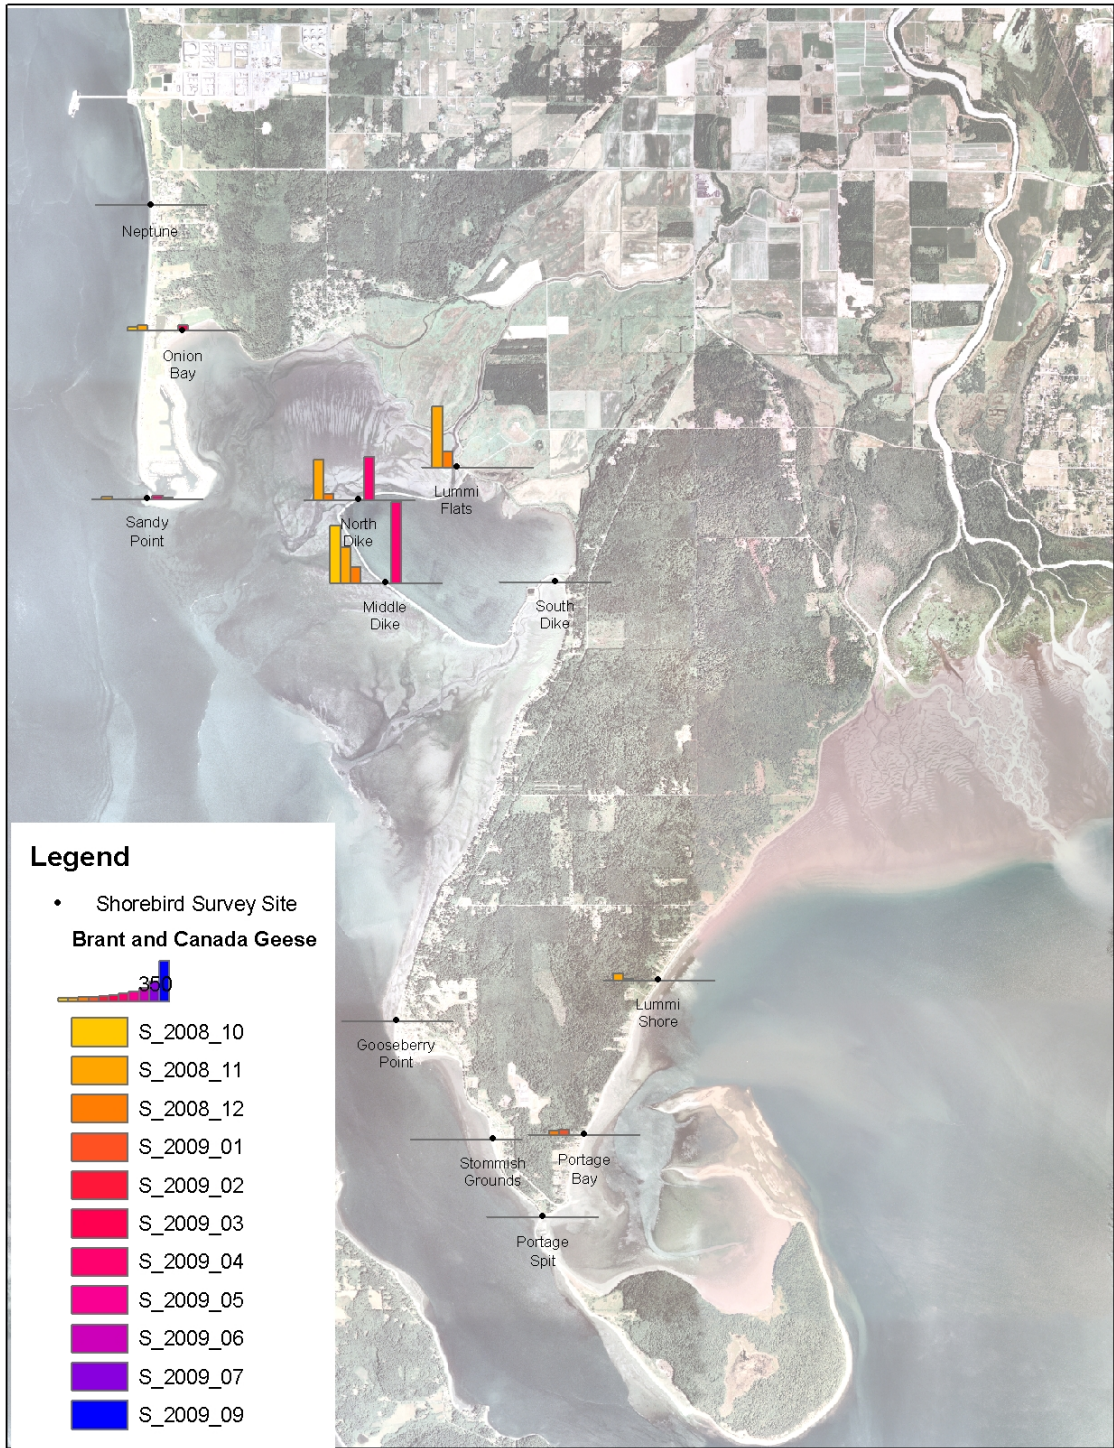 Neptune
Onion
Bay
Sandy
Point
North
Dike
Lummi
Flats
Middle
Dike
South
Dike
Lummi
Shore
Gooseberry
Point
Stommish
Grounds
Portage
Bay
Portage
Spit
Legend
Shorebird Survey Site
Brant and Canada Geese
350
S_2008_10
S_2008_11
S_2008_12
S_2009_01
S_2009_02
S_2009_03
S_2009_04
S_2009_05
S_2009_06
S_2009_07
S_2009_09